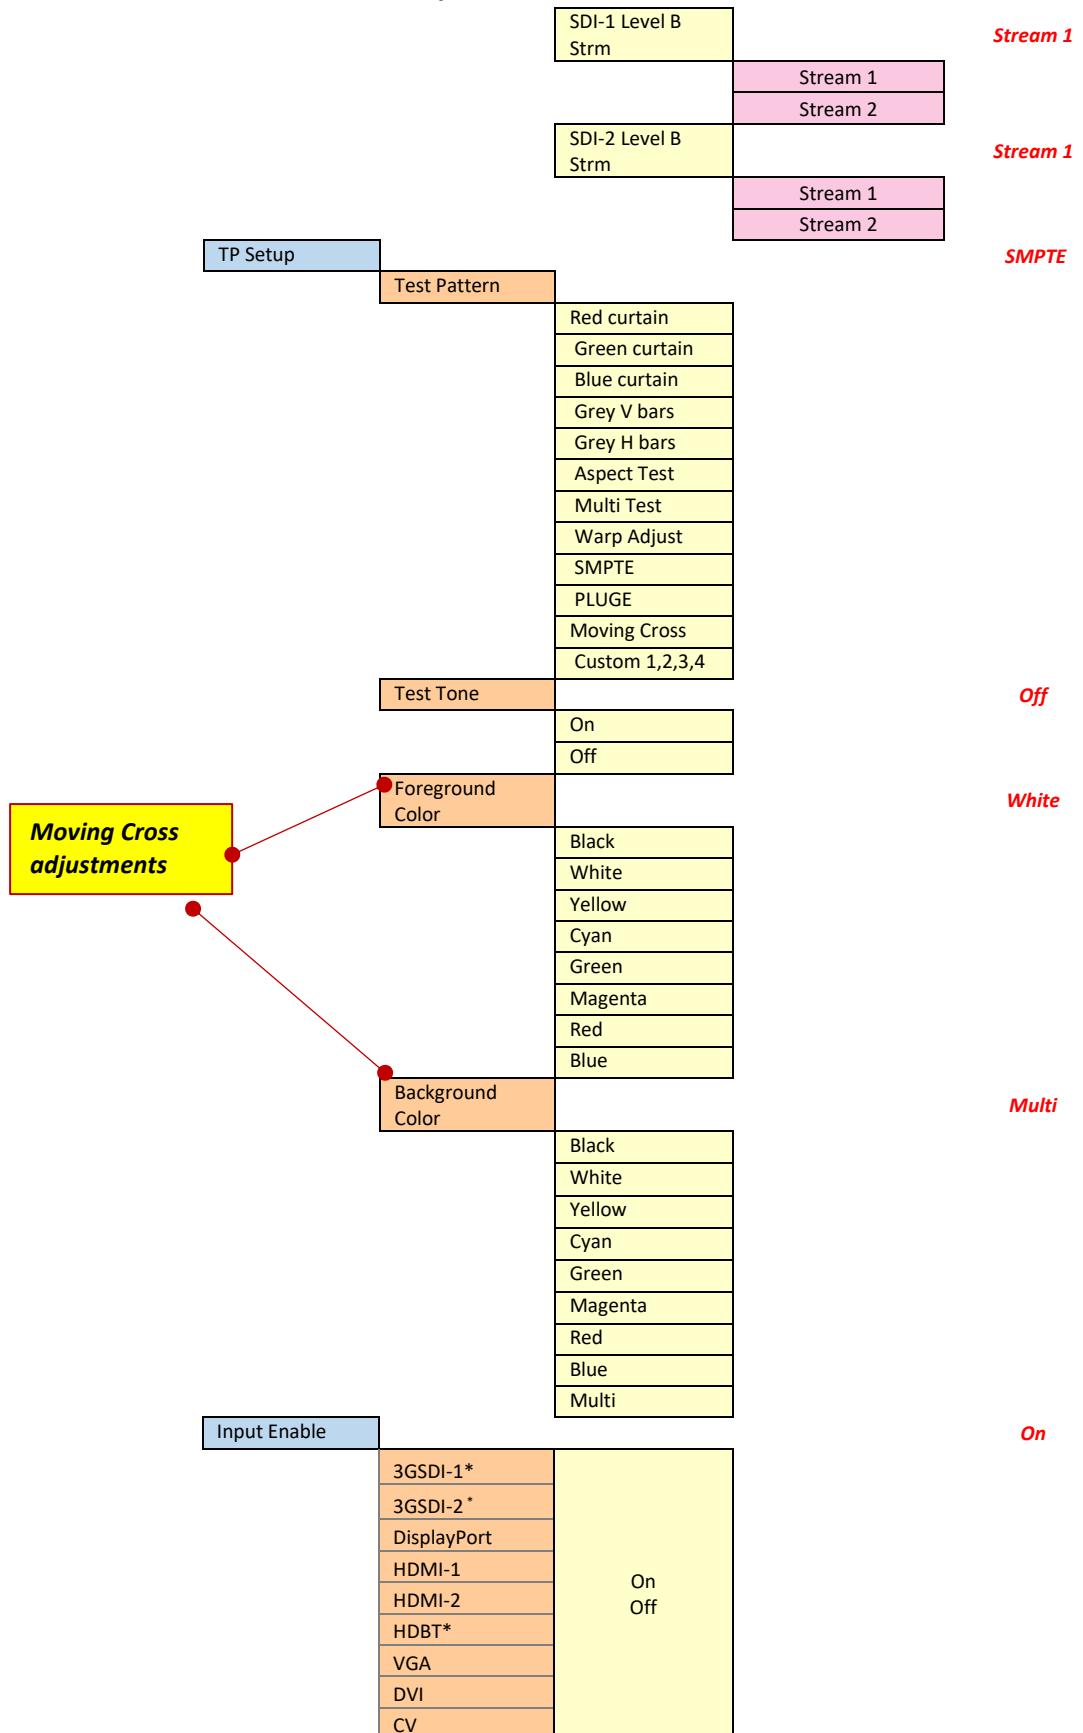 SDI-1 Level B
Strm
Stream 1
Stream 1
Stream 2
SDI-2 Level B
Strm
Stream 1
Stream 1
Stream 2
TP Setup
SMPTE
Test Pattern
Red curtain
Green curtain
Blue curtain
Grey V bars
Grey H bars
Aspect Test
Multi Test
Warp Adjust
SMPTE
PLUGE
Moving Cross
Custom 1,2,3,4
Test Tone
Off
On
Off
Foreground
Color
White
Moving Cross
adjustments
Black
White
Yellow
Cyan
Green
Magenta
Red
Blue
Background
Color
Multi
Black
White
Yellow
Cyan
Green
Magenta
Red
Blue
Multi
Input Enable
On
3GSDI-1*
3GSDI-2*
DisplayPort
HDMI-1
HDMI-2
HDBT*
VGA
DVI
CV
On
Off